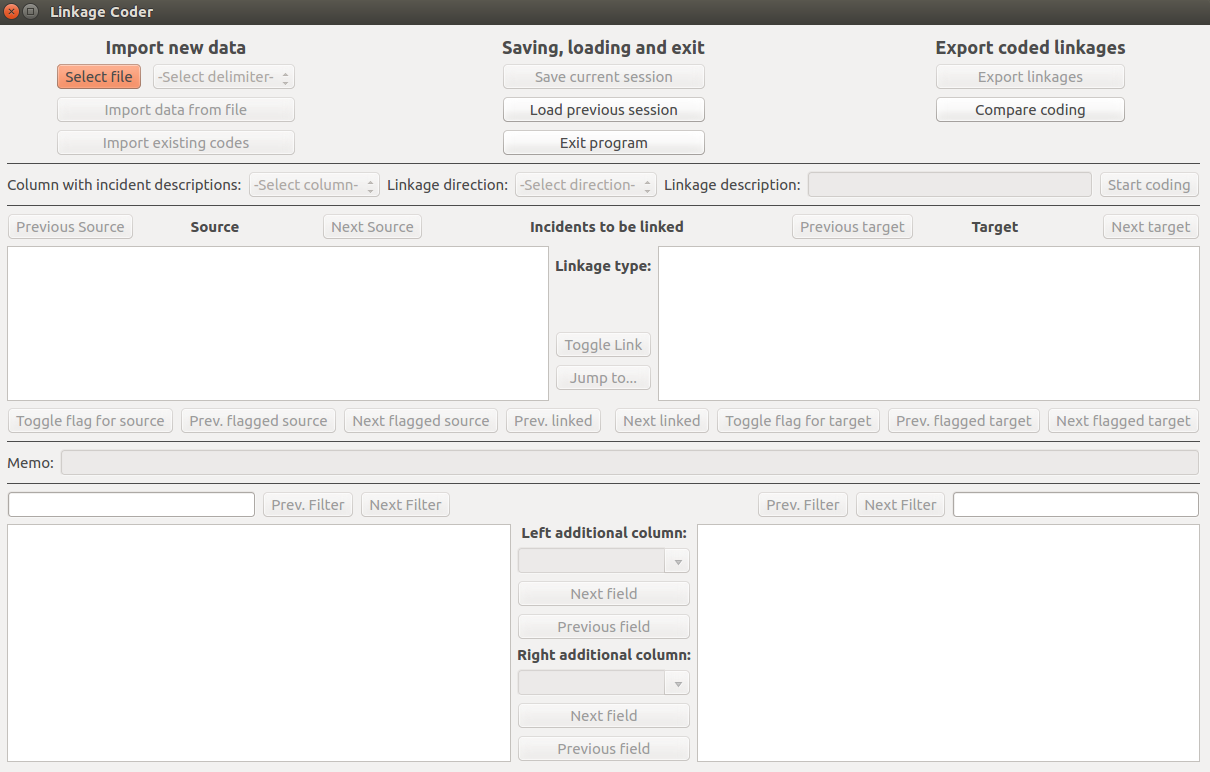 Linkage Coder
Import new data Saving, loading and exit Export coded linkages
Select file -Select delimiter- Save current session Export linkages
Import data from file Load previous session Compare coding
Import existing codes Exit program
Column with incident descriptions: -Select column- Linkage direction: -Select direction- Linkage description: Start coding
Previous Source Source Next Source Incidents to be linked Previous target Target Next target
Linkage type:
Toggle Link
Jump to...
Toggle flag for source Prev. flagged source Next flagged source Prev. linked Next linked Toggle flag for target Prev. flagged target Next flagged target
Memo:
Prev. Filter Next Filter Prev. Filter Next Filter
Left additional column:
Next field
Previous field
Right additional column:
Next field
Previous field